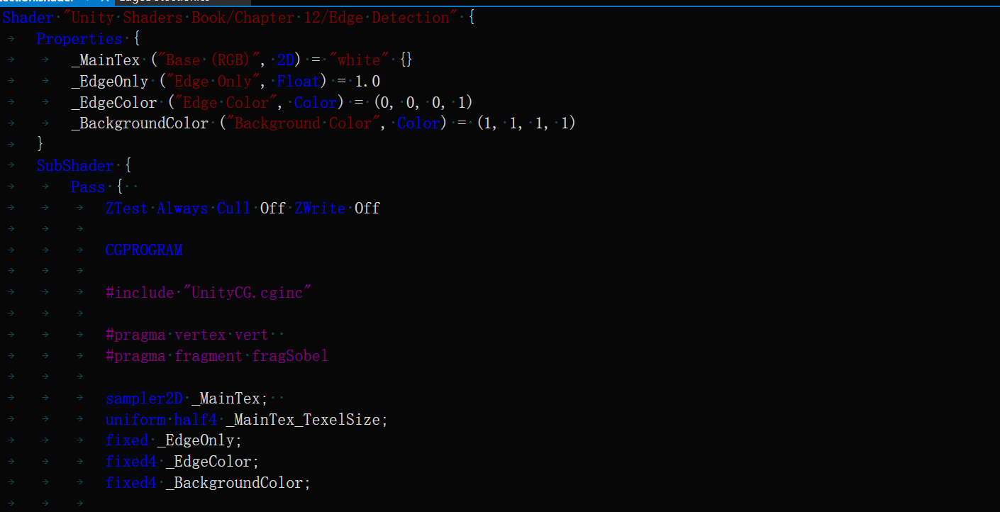 Shader "Unity Shaders Book/Chapter 12/Edge Detection" {
Properties {
_MainTex ("Base (RGB)", 2D) = "white" {}
_EdgeOnly ("Edge Only", Float) = 1.0
_EdgeColor ("Edge Color", Color) = (0, 0, 0, 1)
_BackgroundColor ("Background Color", Color) = (1, 1, 1, 1)
}
SubShader {
Pass {
ZTest Always Cull Off ZWrite Off
CGPROGRAM
#include "UnityCG.cginc"
#pragma vertex vert
#pragma fragment fragSobel
sampler2D _MainTex;
uniform half4 _MainTex_TexelSize;
fixed _EdgeOnly;
fixed4 _EdgeColor;
fixed4 _BackgroundColor;